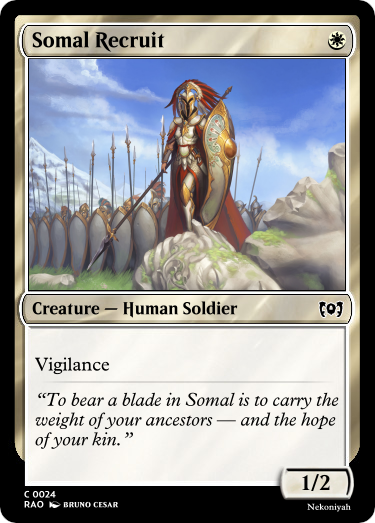 Somal Recruit
Creature — Human Soldier
Vigilance
“To bear a blade in Somal is to carry the
weight of your ancestors — and the hope
of your kin.”
1/2
C 0024
RAO BRUNO CESAR
Nekoniyah